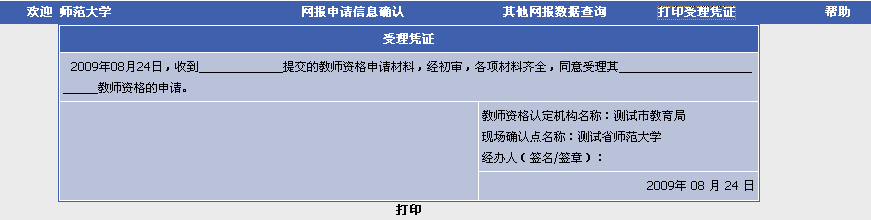 欢迎 师范大学 网报申请信息确认 其他网报数据查询 打印受理凭证 帮助
受理凭证
2009年08月24日，收到______________提交的教师资格申请材料，经初审，各项材料齐全，同意受理其______________________
______教师资格的申请。
教师资格认定机构名称：测试市教育局
现场确认点名称：测试省师范大学
经办人（签名/签章）：
2009年 08 月 24 日
打印